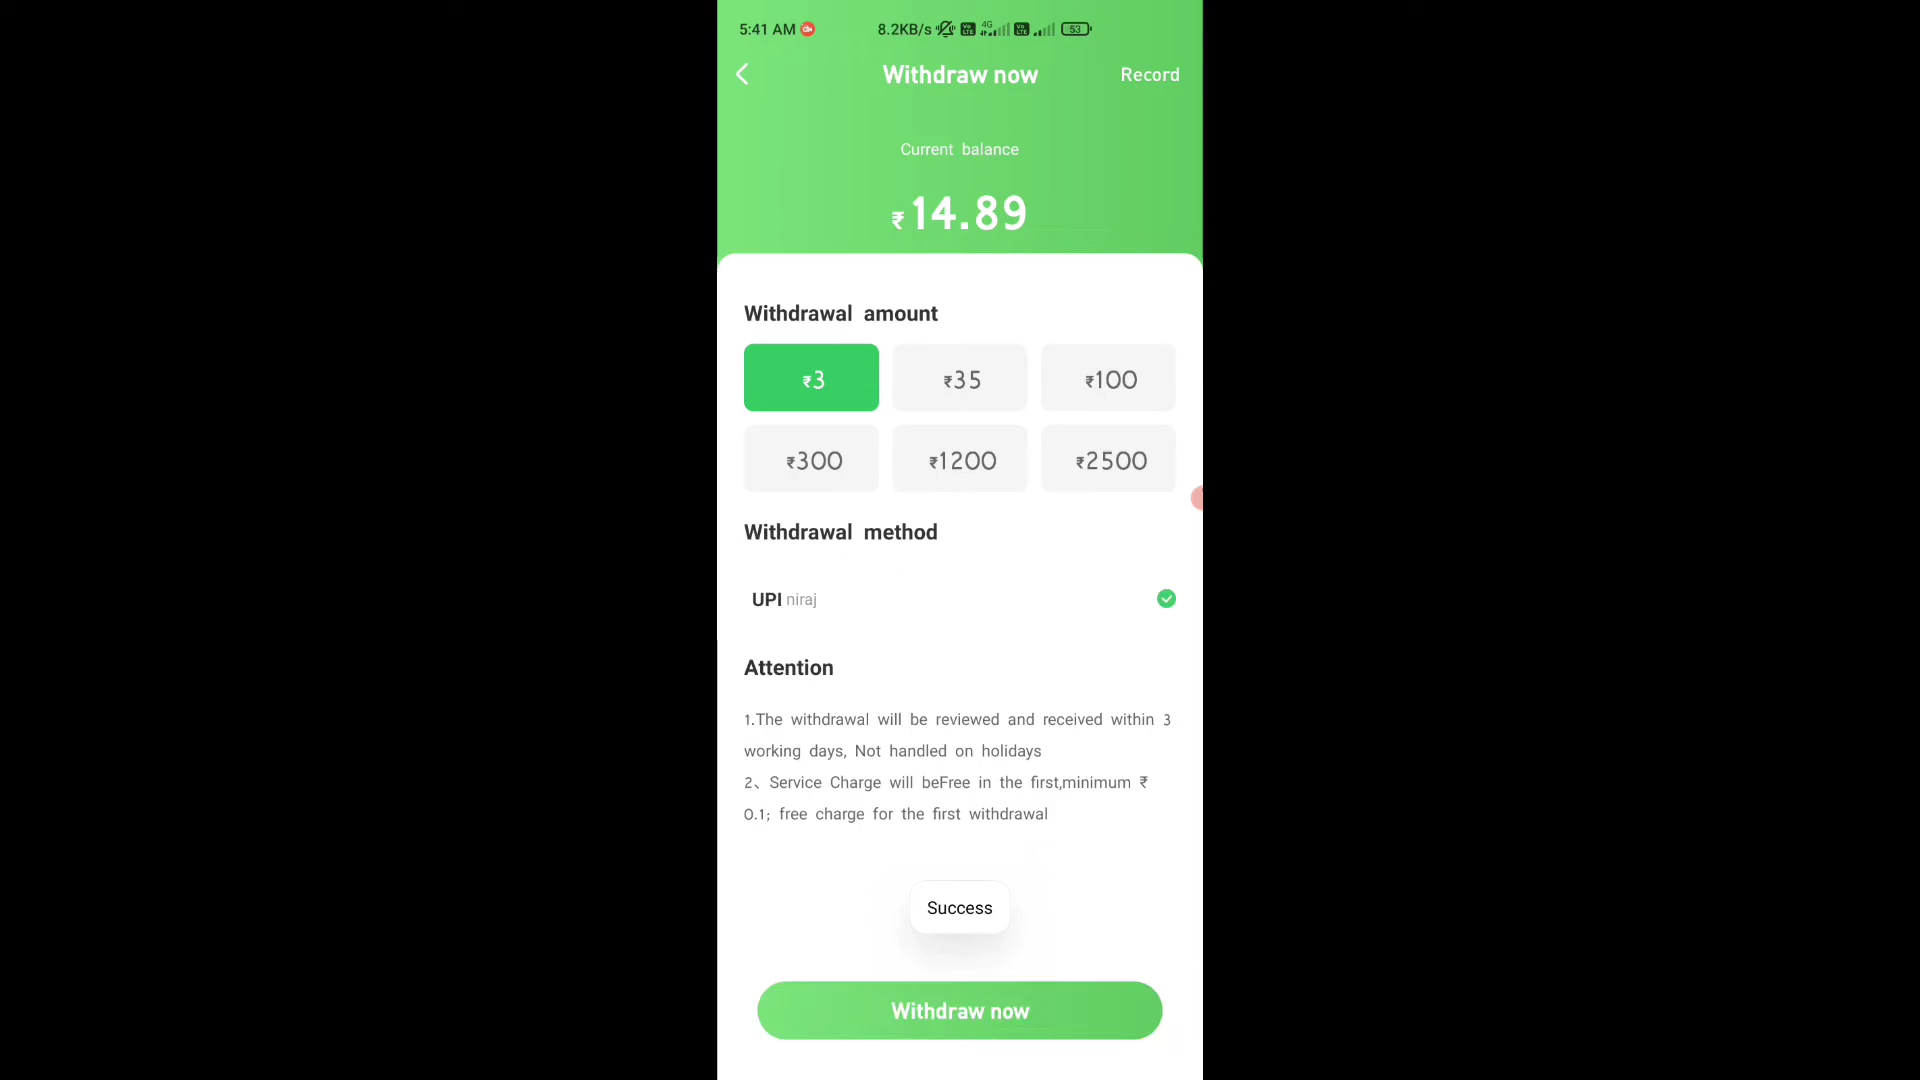 5:41 AM 8.2KB/s 4G 53
Withdraw now Record
Current balance
₹14.89
Withdrawal amount
₹3 ₹35 ₹100
₹300 ₹1200 ₹2500
Withdrawal method
UPI niraj
Attention
1.The withdrawal will be reviewed and received within 3
working days, Not handled on holidays
2、Service Charge will beFree in the first,minimum ₹
0.1; free charge for the first withdrawal
Success
Withdraw now